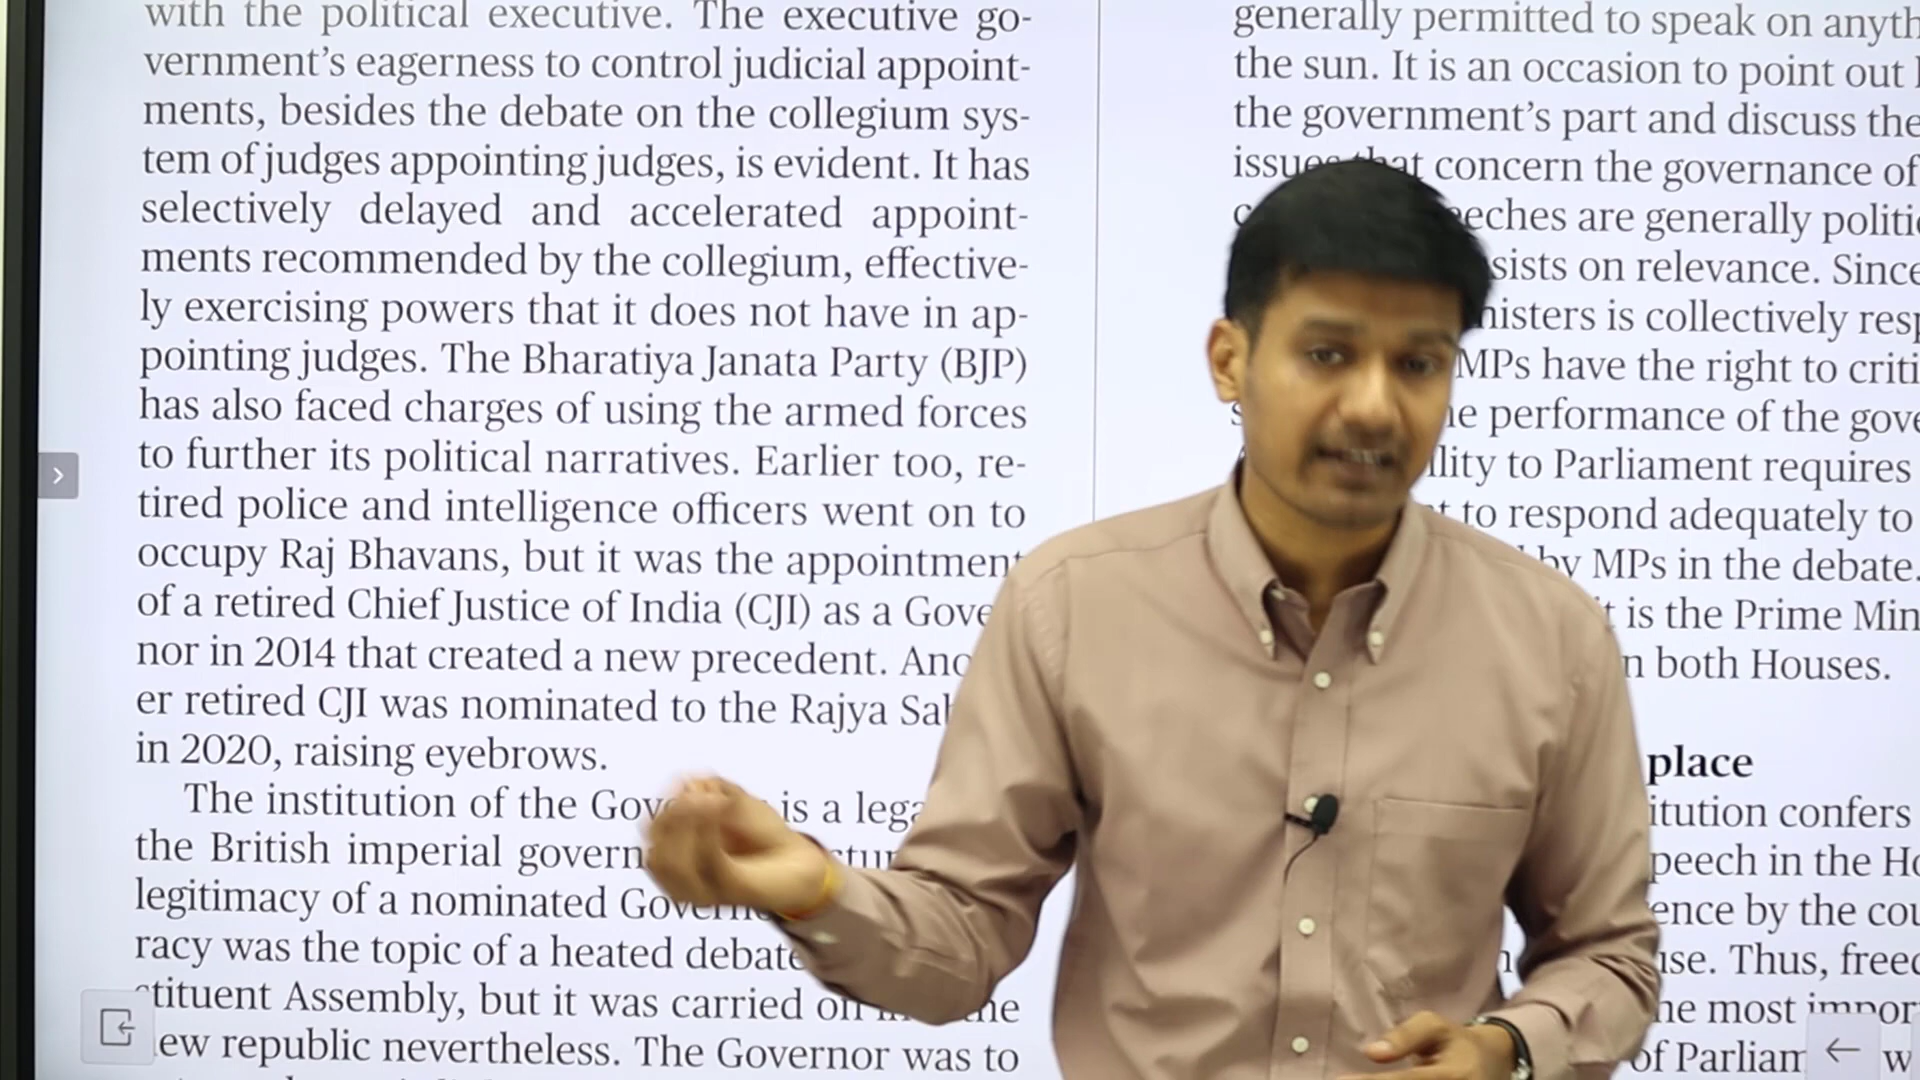 with the political executive. The executive go-
vernment's eagerness to control judicial appoint-
ments, besides the debate on the collegium sys-
tem of judges appointing judges, is evident. It has
selectively delayed and accelerated appoint-
ments recommended by the collegium, effective-
ly exercising powers that it does not have in ap-
pointing judges. The Bharatiya Janata Party (BJP)
has also faced charges of using the armed forces
to further its political narratives. Earlier too, re-
tired police and intelligence officers went on to
occupy Raj Bhavans, but it was the appointment
of a retired Chief Justice of India (CJI) as a Gove
nor in 2014 that created a new precedent. Ano
er retired CJI was nominated to the Rajya Sa
in 2020, raising eyebrows.
The institution of the Gov is a lega
the British imperial govern
legitimacy of a nominated Govern
racy was the topic of a heated debate
stituent Assembly, but it was carried on
new republic nevertheless. The Governor was to
generally permitted to speak on anyth
the sun. It is an occasion to point out
the government's part and discuss the
issues that concern the governance of
eeches are generally politic
sists on relevance. Since
nisters is collectively resp
MPs have the right to criti
e performance of the gove
lity to Parliament requires
t to respond adequately to
by MPs in the debate.
t is the Prime Min
n both Houses.
place
itution confers
peech in the Ho
ence by the cou
use. Thus, freed
he most impor
of Parliam w